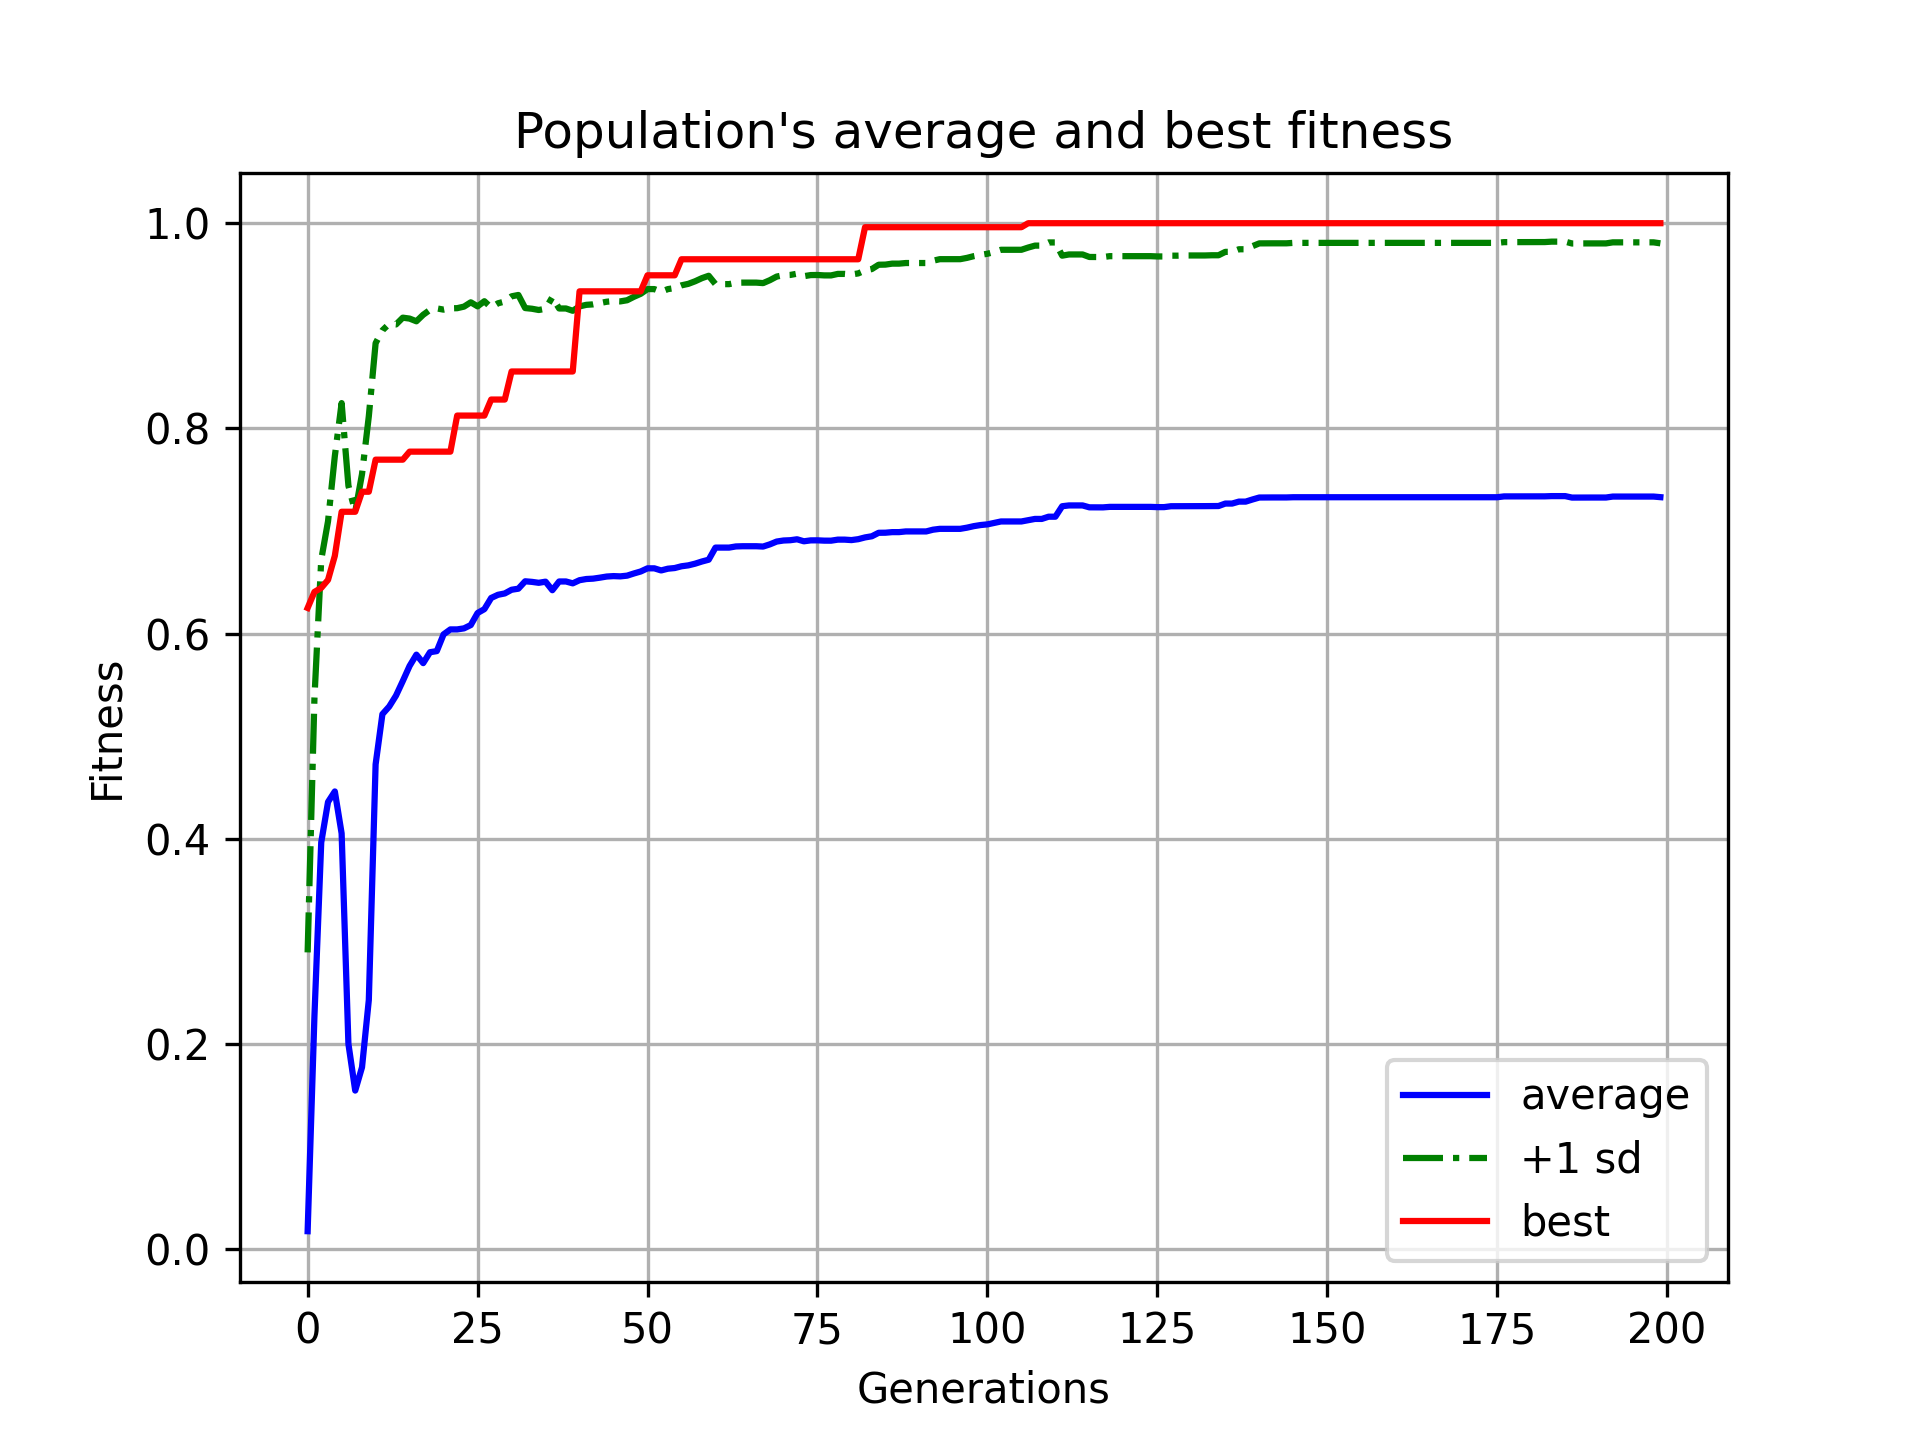 Population's average and best fitness
1.0
0.8
0.6
0.4
0.2
0.0
Fitness
average
+1 sd
best
0 25 50 75 100 125 150 175 200
Generations